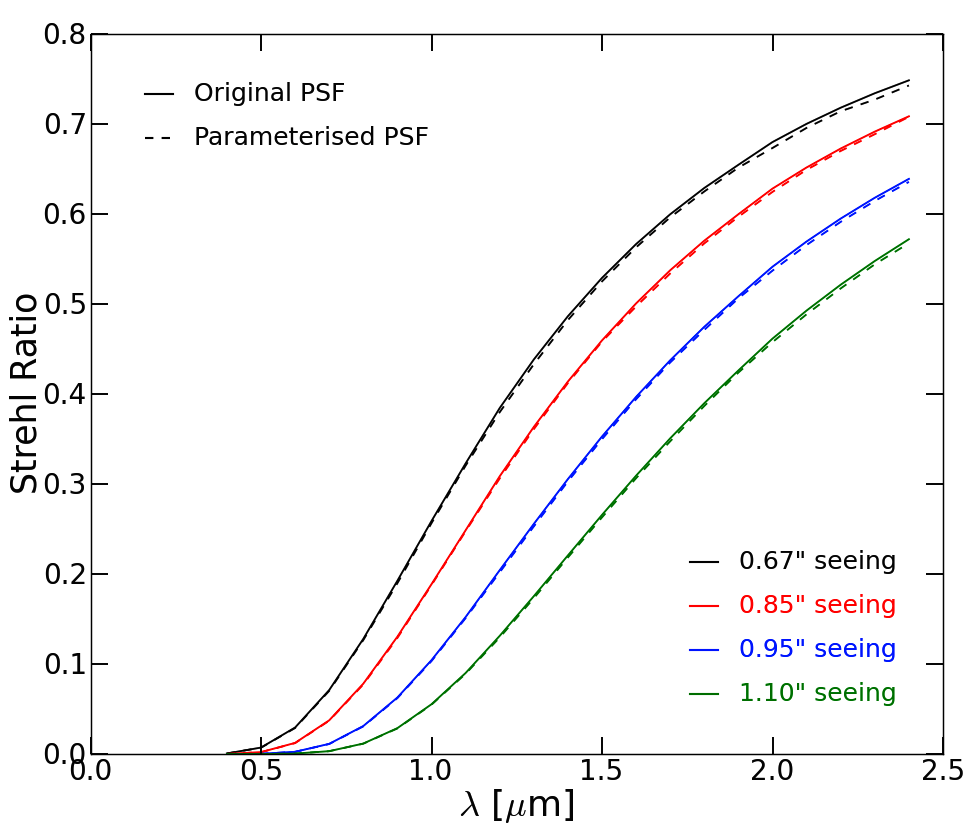 0.8
0.7
0.6
0.5
0.4
0.3
0.2
0.1
0.0
Strehl Ratio
Original PSF
Parameterised PSF
0.67" seeing
0.85" seeing
0.95" seeing
1.10" seeing
0.0 0.5 1.0 1.5 2.0 2.5
λ [μm]